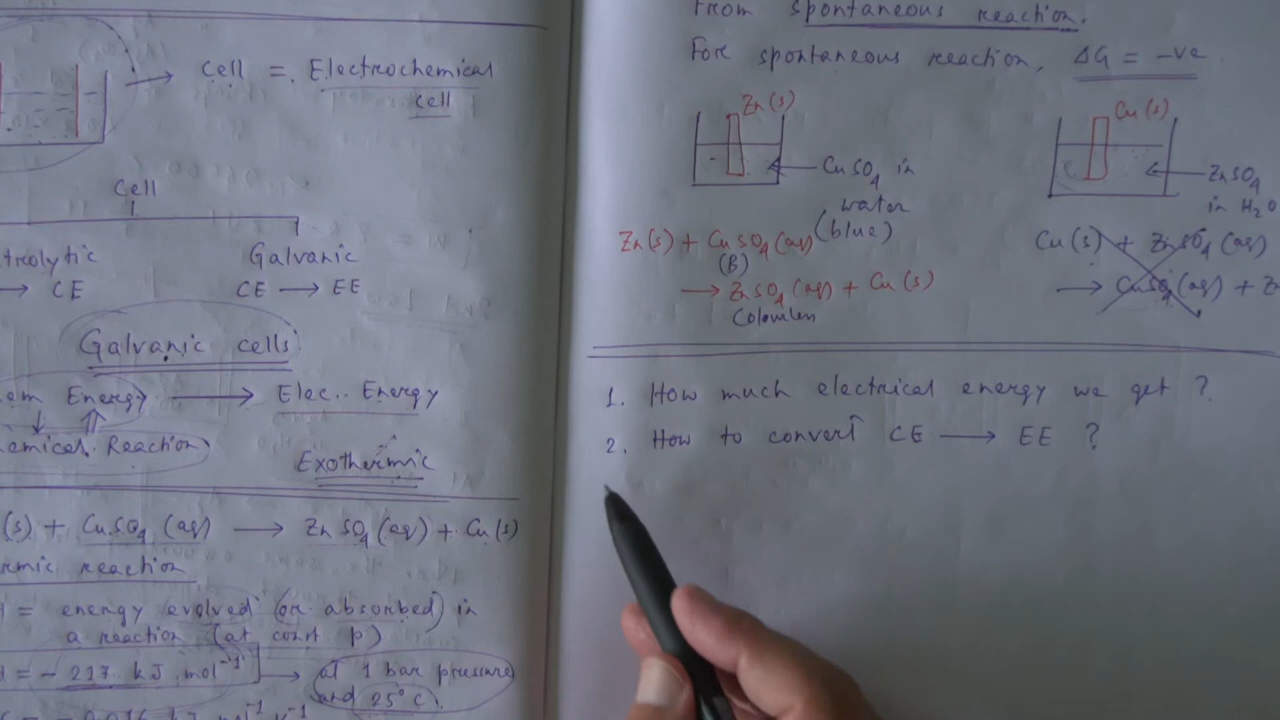 Cell = Electrochemical
cell
Cell
trolytic Galvanic
→ CE CE → EE
Galvanic cells
em Energy → Elec.. Energy
emical Reaction
Exothermic
(s) + CuSO4 (aq) → ZnSO4 (aq) + Cu (s)
rmic reaction
= energy evolved (or absorbed) in
a reaction (at const p)
= - 217 kJ mol-1 → at 1 bar pressure
and 25°C.
From spontaneous reaction.
For spontaneous reaction, ΔG = -ve
Zn (s)
CuSO4 in
water
(blue)
Zn(s) + CuSO4 (aq)
(B)
→ ZnSO4 (aq) + Cu (s)
Cu (s)
ZnSO4
in H2O
Cu (s) + ZnSO4 (aq)
→ CuSO4 (aq) + Z
1. How much electrical energy we get ?
2. How to convert CE → EE ?